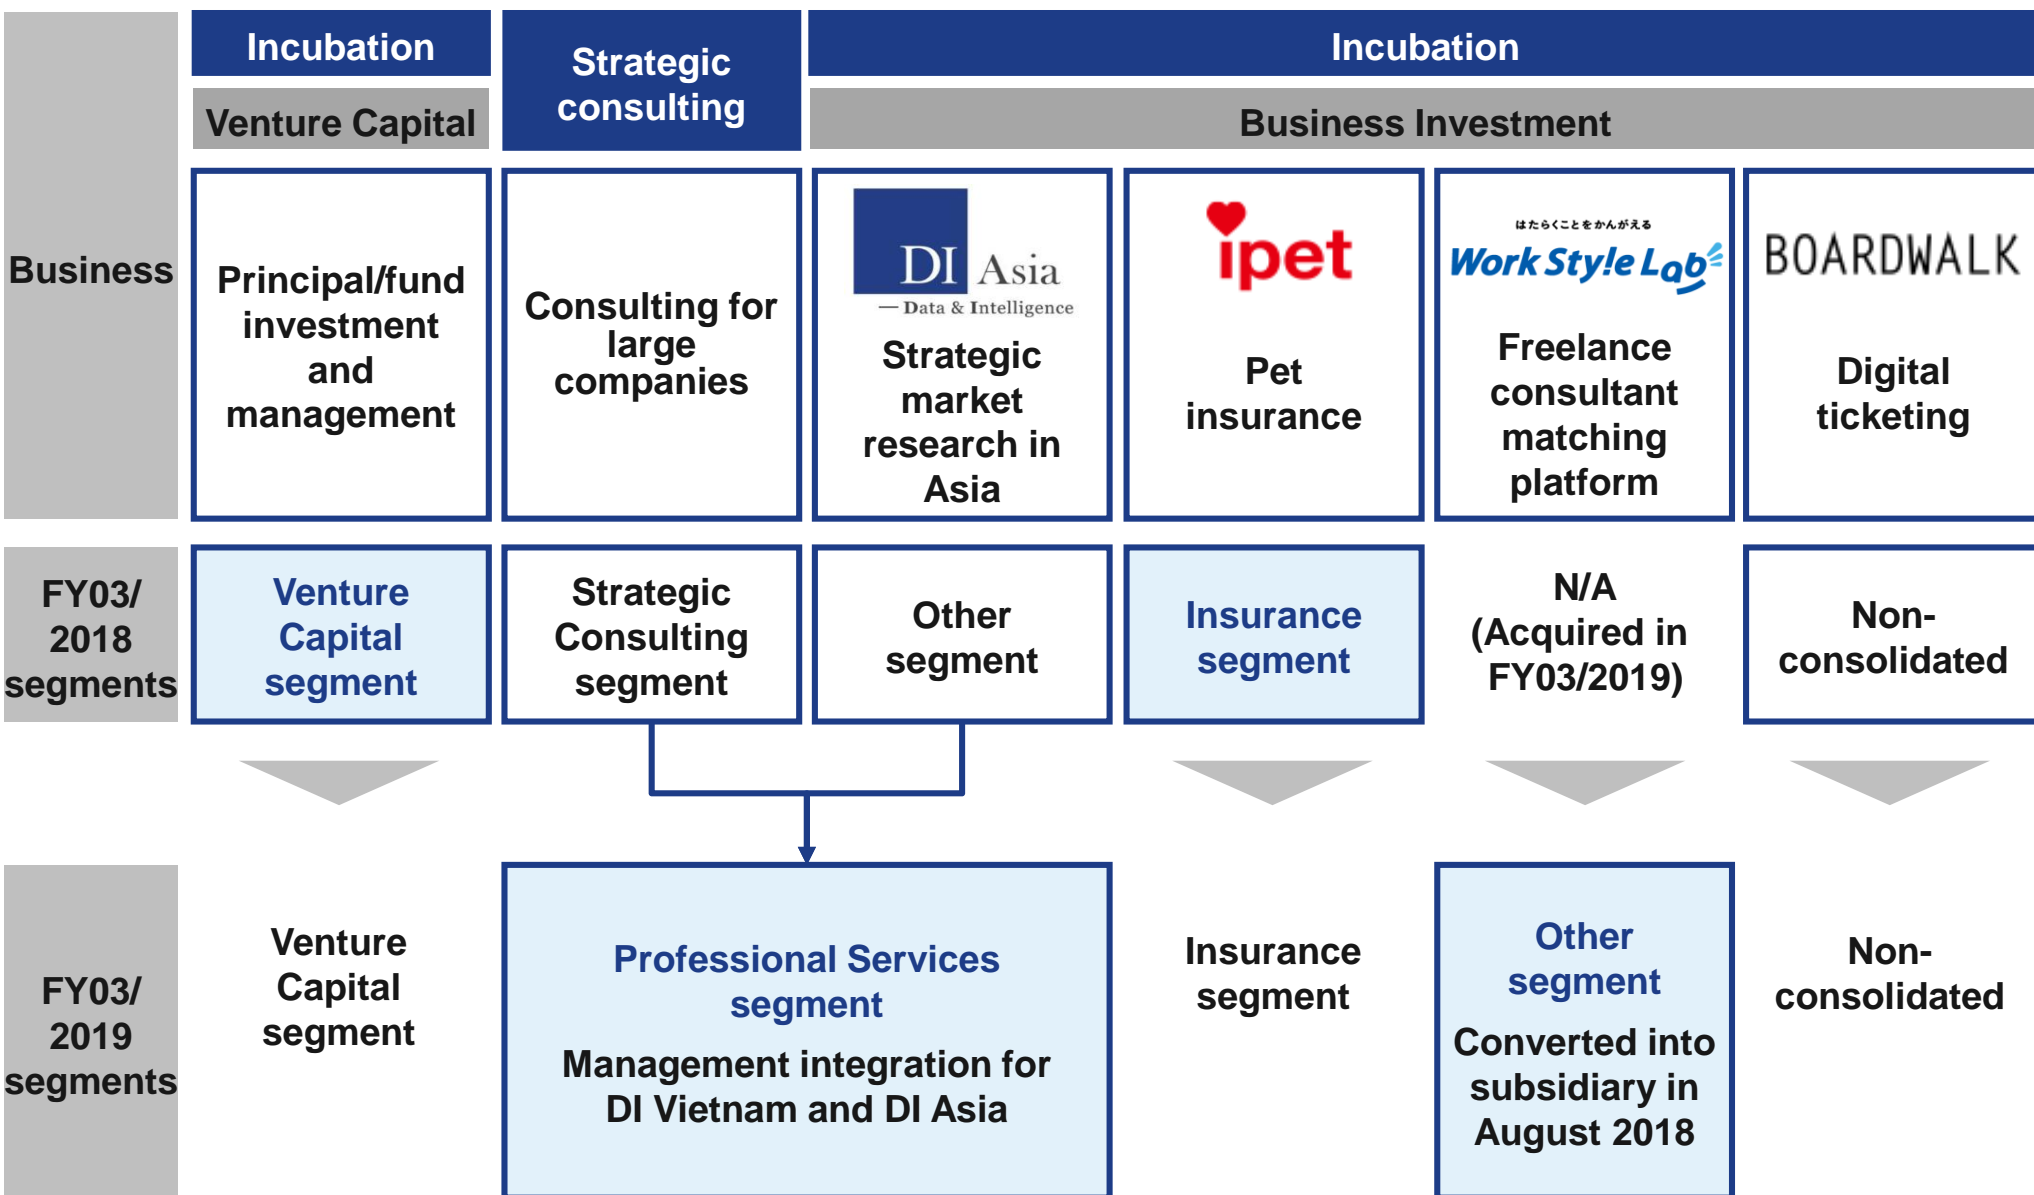 Incubation
Strategic
consulting
Incubation
Venture Capital
Business Investment
Business
Principal/fund
investment
and
management
Consulting for
large
companies
DI Asia
— Data & Intelligence
Strategic
market
research in
Asia
ipet
Pet
insurance
はたらくことをかんがえる
Work Style Lab
Freelance
consultant
matching
platform
BOARDWALK
Digital
ticketing
FY03/
2018
segments
Venture
Capital
segment
Strategic
Consulting
segment
Other
segment
Insurance
segment
N/A
(Acquired in
FY03/2019)
Non-
consolidated
FY03/
2019
segments
Venture
Capital
segment
Professional Services
segment
Management integration for
DI Vietnam and DI Asia
Insurance
segment
Other
segment
Converted into
subsidiary in
August 2018
Non-
consolidated